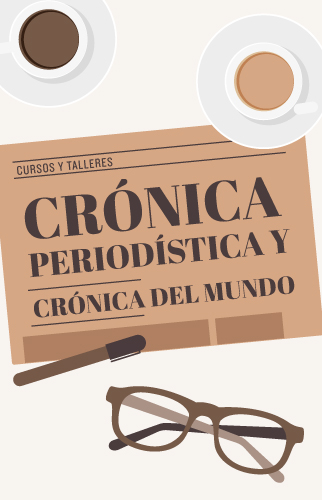 CURSOS Y TALLERES
CRÓNICA
PERIODÍSTICA Y
CRÓNICA DEL MUNDO